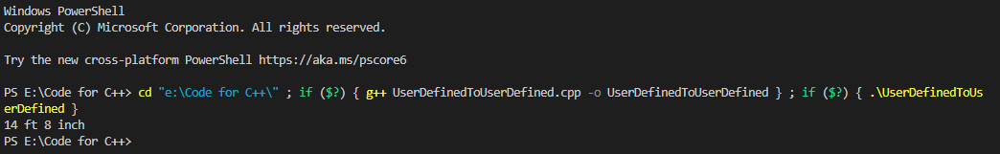 Windows PowerShell
Copyright (C) Microsoft Corporation. All rights reserved.
Try the new cross-platform PowerShell https://aka.ms/pscore6
PS E:\Code for C++> cd "e:\Code for C++\" ; if ($?) { g++ UserDefinedToUserDefined.cpp -o UserDefinedToUserDefined } ; if ($?) { .\UserDefinedToUs
erDefined }
14 ft 8 inch
PS E:\Code for C++>